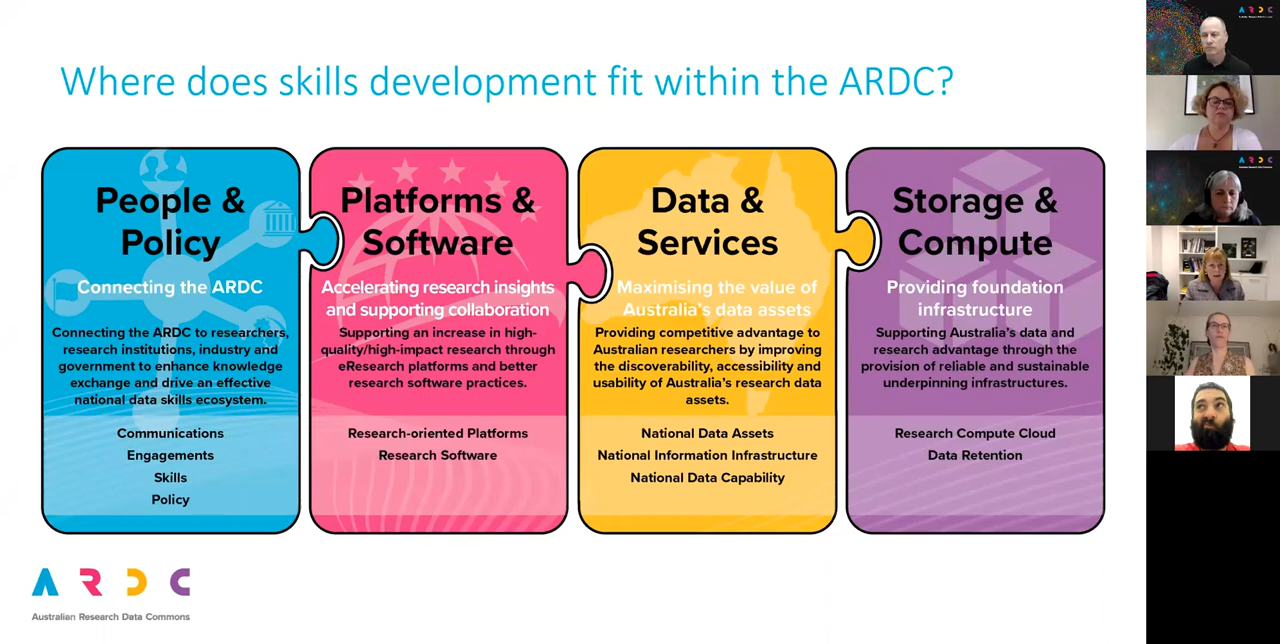 Where does skills development fit within the ARDC?
People &
Policy
Connecting the ARDC
Connecting the ARDC to researchers,
research institutions, industry and
government to enhance knowledge
exchange and drive an effective
national data skills ecosystem.
Communications
Engagements
Skills
Policy
Platforms &
Software
Accelerating research insights
and supporting collaboration
Supporting an increase in high-
quality/high-impact research through
eResearch platforms and better
research software practices.
Research-oriented Platforms
Research Software
Data &
Services
Maximising the value of
Australia's data assets
Providing competitive advantage to
Australian researchers by improving
the discoverability, accessibility and
usability of Australia's research data
assets.
National Data Assets
National Information Infrastructure
National Data Capability
Storage &
Compute
Providing foundation
infrastructure
Supporting Australia's data and
research advantage through the
provision of reliable and sustainable
underpinning infrastructures.
Research Compute Cloud
Data Retention
ARDC
Australian Research Data Commons
ARDC
ARDC